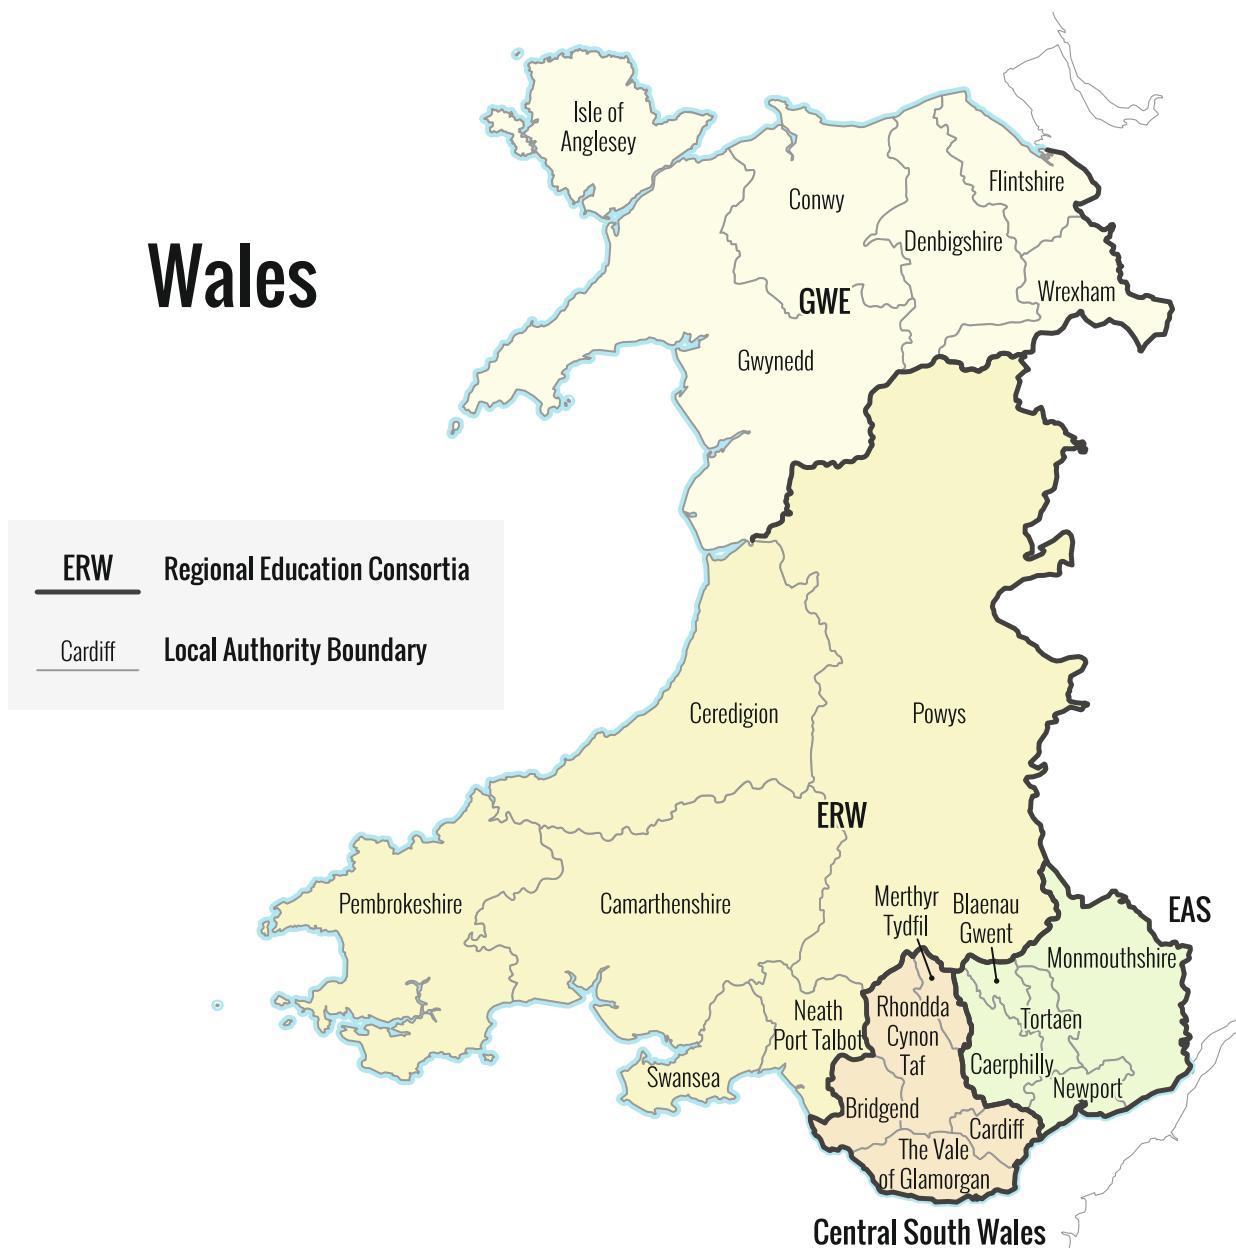 Wales
Isle of
Anglesey
Conwy
Flintshire
Denbigshire
Wrexham
GWE
Gwynedd
ERW
Regional Education Consortia
Cardiff
Local Authority Boundary
Ceredigion
Powys
ERW
Pembrokeshire
Camarthenshire
Merthyr
Tydfil
Blaenau
Gwent
EAS
Monmouthshire
Neath
Port Talbot
Rhondda
Cynon
Taf
Tortaen
Caerphilly
Newport
Swansea
Bridgend
Cardiff
The Vale
of Glamorgan
Central South Wales